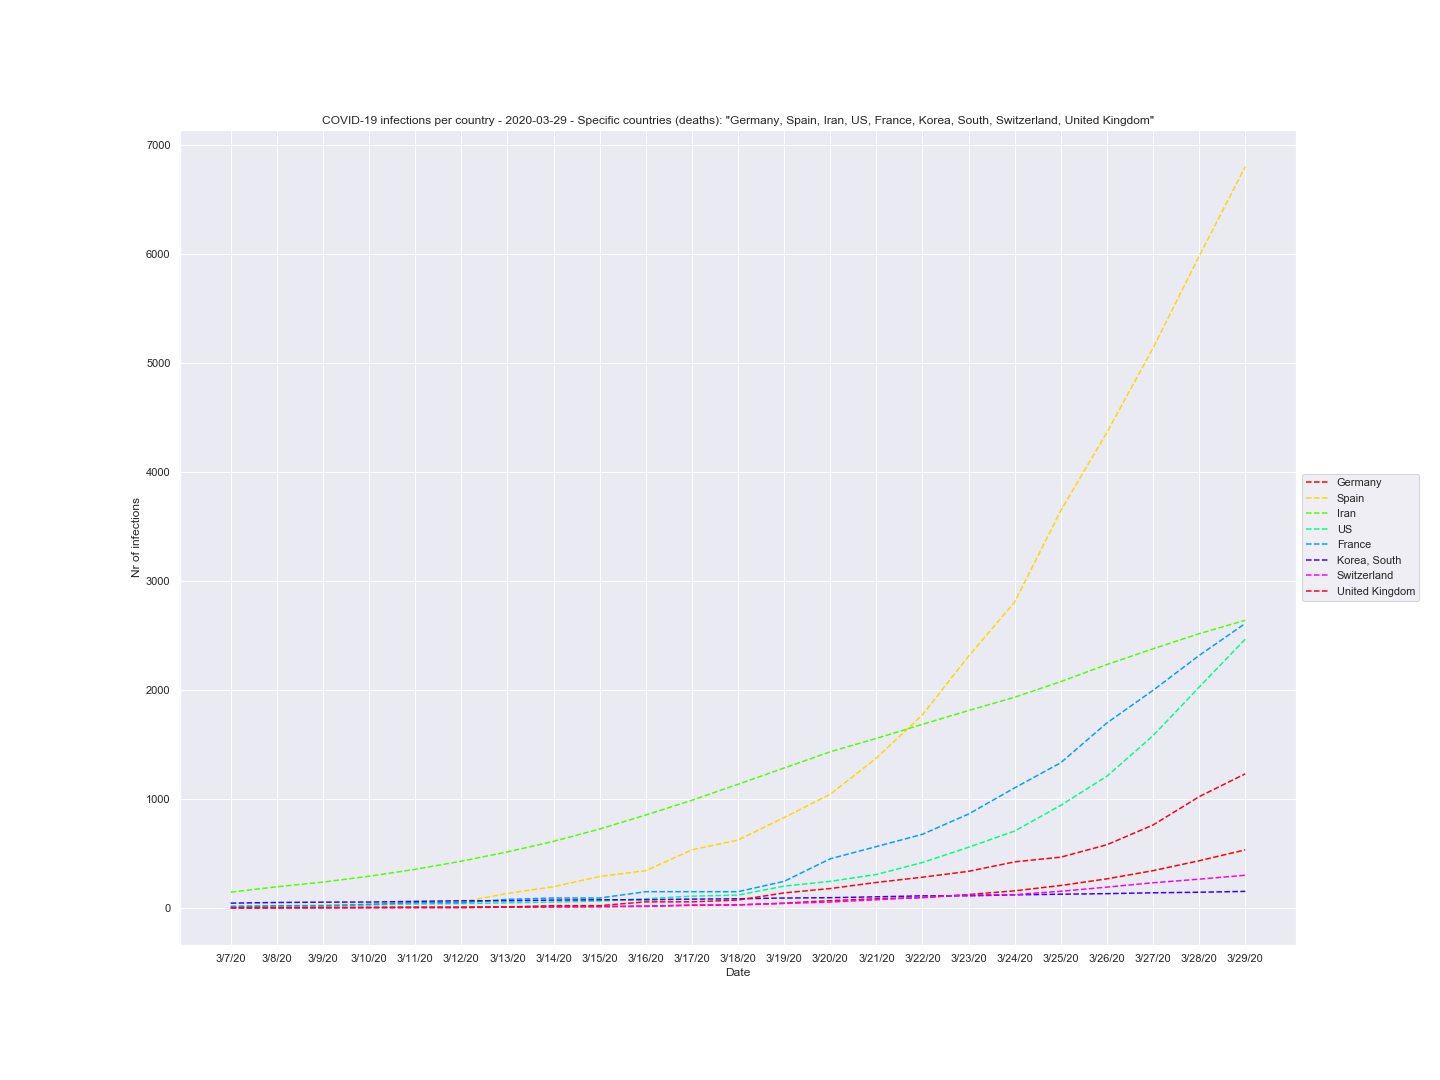 COVID-19 infections per country - 2020-03-29 - Specific countries (deaths): "Germany, Spain, Iran, US, France, Korea, South, Switzerland, United Kingdom"
7000
6000
5000
4000
3000
2000
1000
0
Nr of infections
Germany
Spain
Iran
US
France
Korea, South
Switzerland
United Kingdom
3/7/20 3/8/20 3/9/20 3/10/20 3/11/20 3/12/20 3/13/20 3/14/20 3/15/20 3/16/20 3/17/20 3/18/20 3/19/20 3/20/20 3/21/20 3/22/20 3/23/20 3/24/20 3/25/20 3/26/20 3/27/20 3/28/20 3/29/20
Date